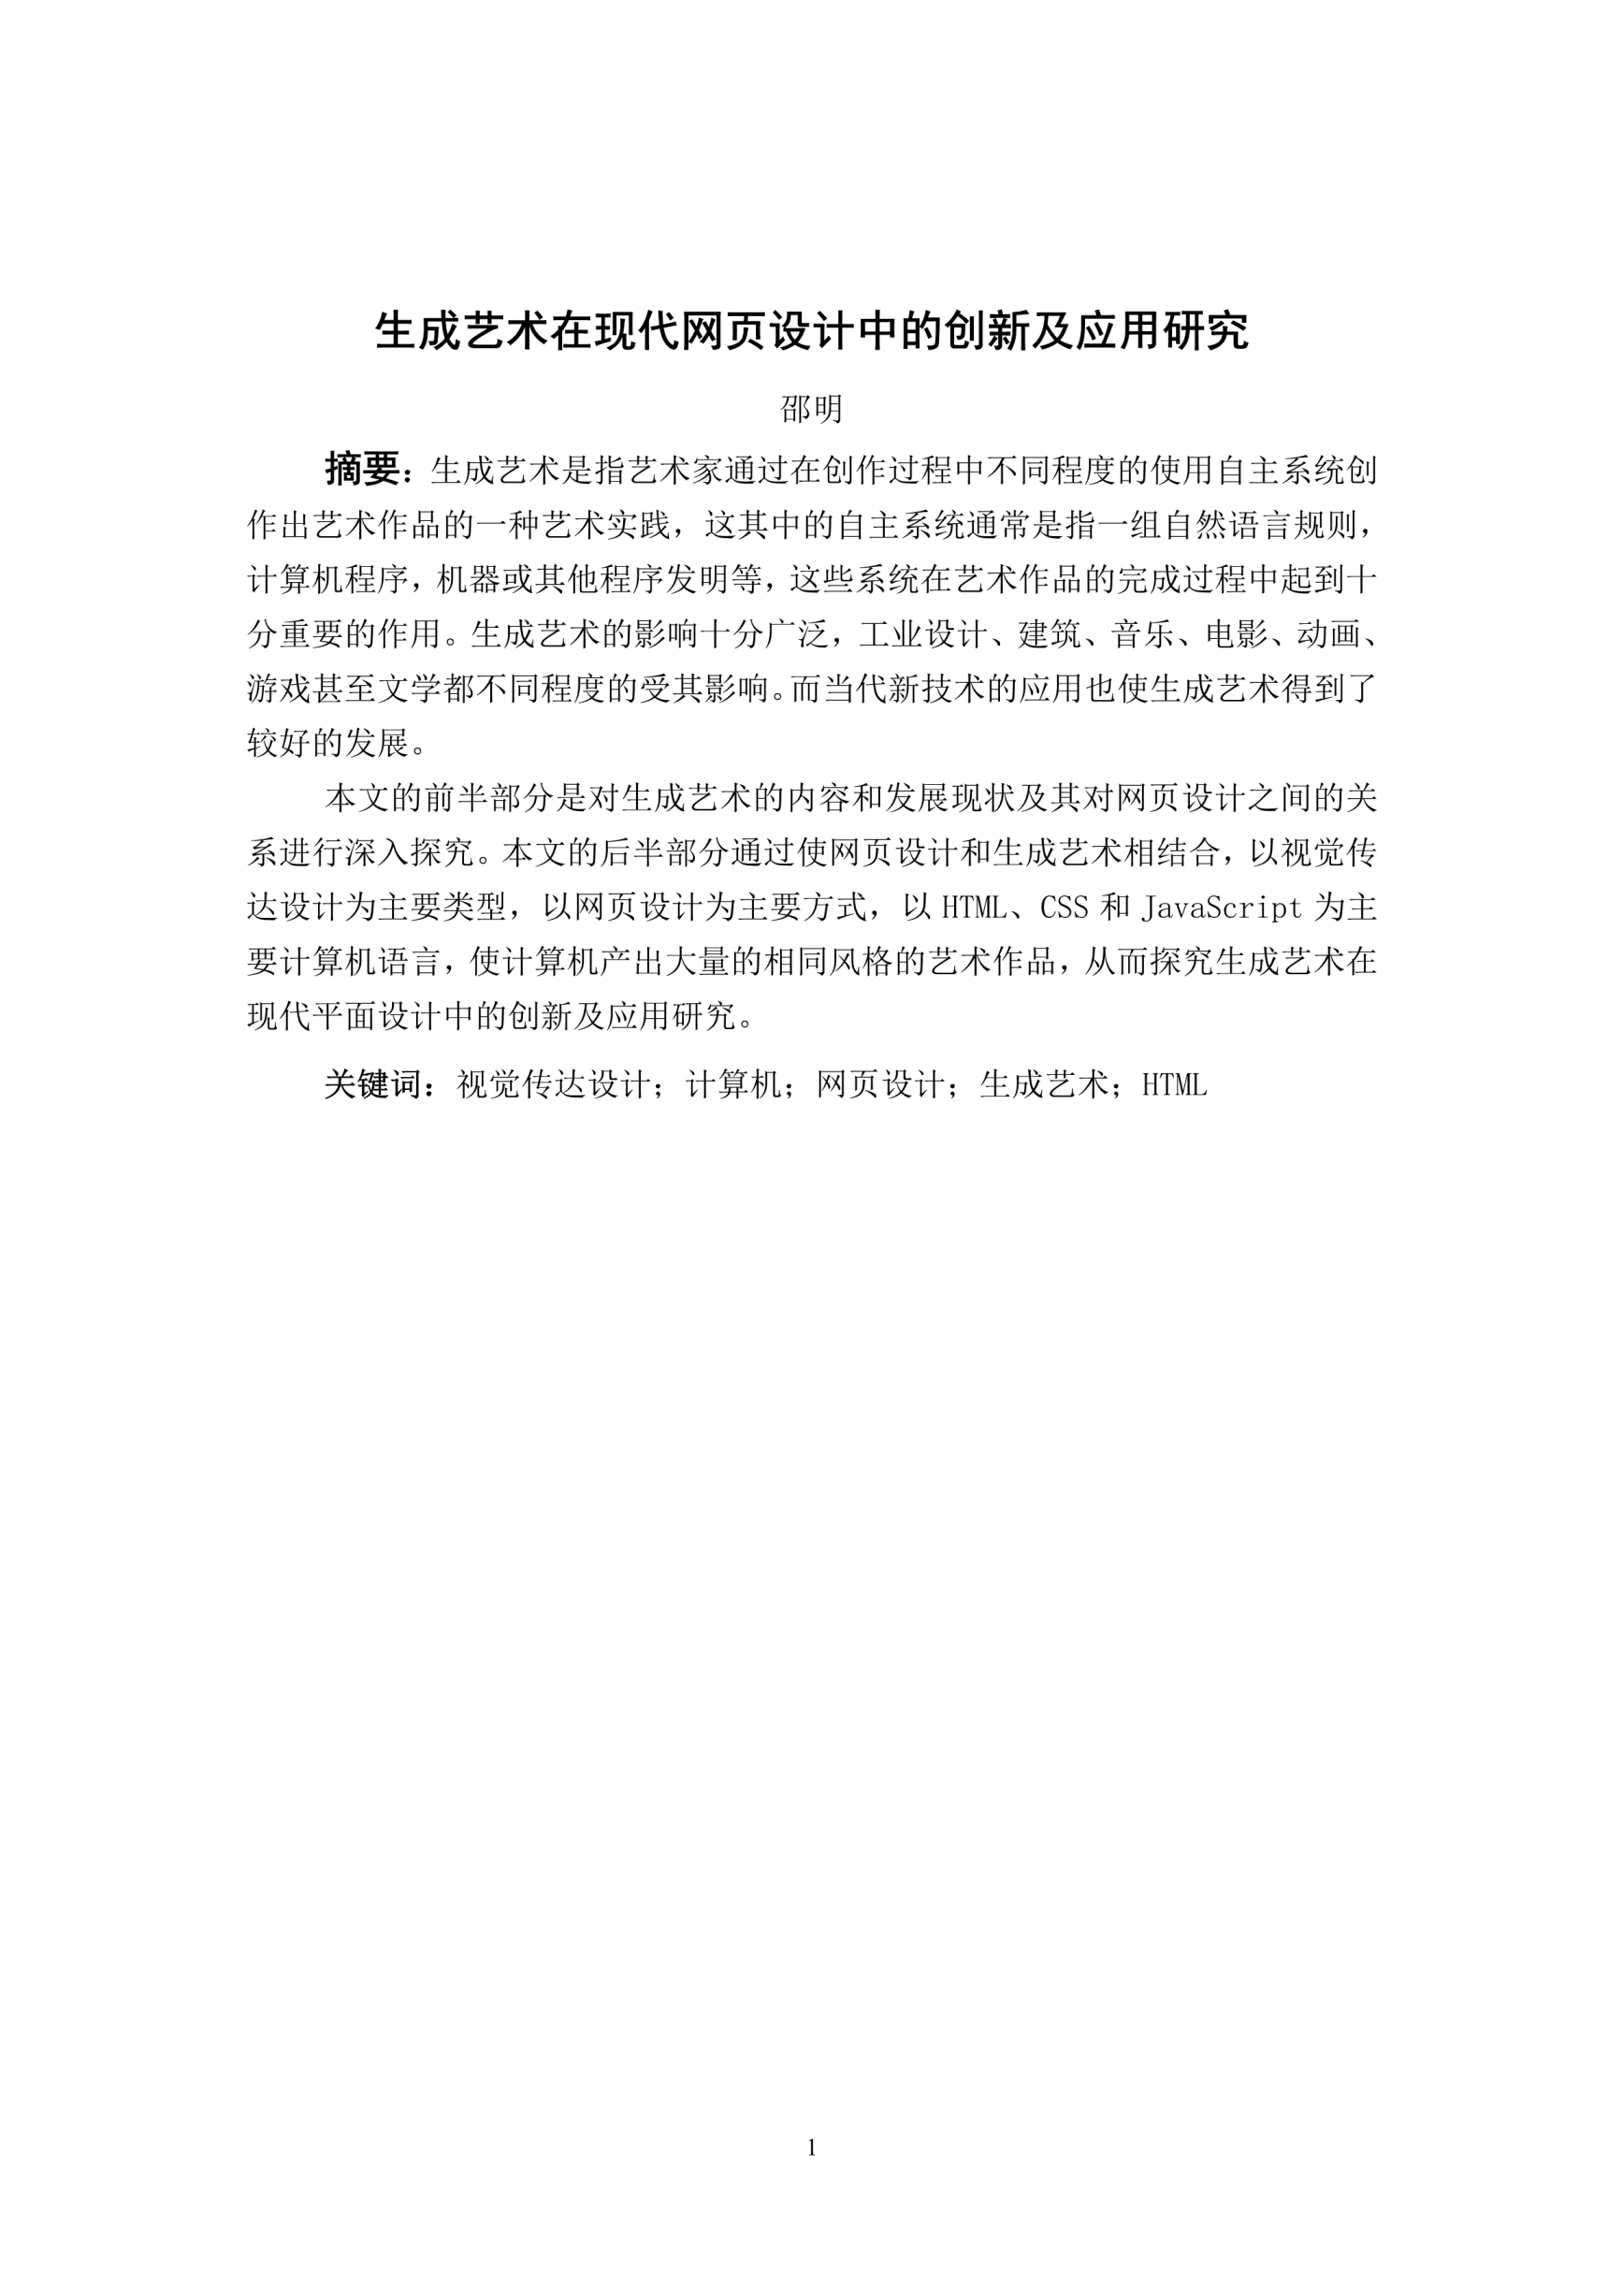 生成艺术在现代网页设计中的创新及应用研究
邵明
摘要：生成艺术是指艺术家通过在创作过程中不同程度的使用自主系统创
作出艺术作品的一种艺术实践，这其中的自主系统通常是指一组自然语言规则，
计算机程序，机器或其他程序发明等，这些系统在艺术作品的完成过程中起到十
分重要的作用。生成艺术的影响十分广泛，工业设计、建筑、音乐、电影、动画、
游戏甚至文学都不同程度的受其影响。而当代新技术的应用也使生成艺术得到了
较好的发展。
本文的前半部分是对生成艺术的内容和发展现状及其对网页设计之间的关
系进行深入探究。本文的后半部分通过使网页设计和生成艺术相结合，以视觉传
达设计为主要类型，以网页设计为主要方式，以 HTML、CSS 和 JavaScript 为主
要计算机语言，使计算机产出大量的相同风格的艺术作品，从而探究生成艺术在
现代平面设计中的创新及应用研究。
关键词：视觉传达设计；计算机；网页设计；生成艺术；HTML
1